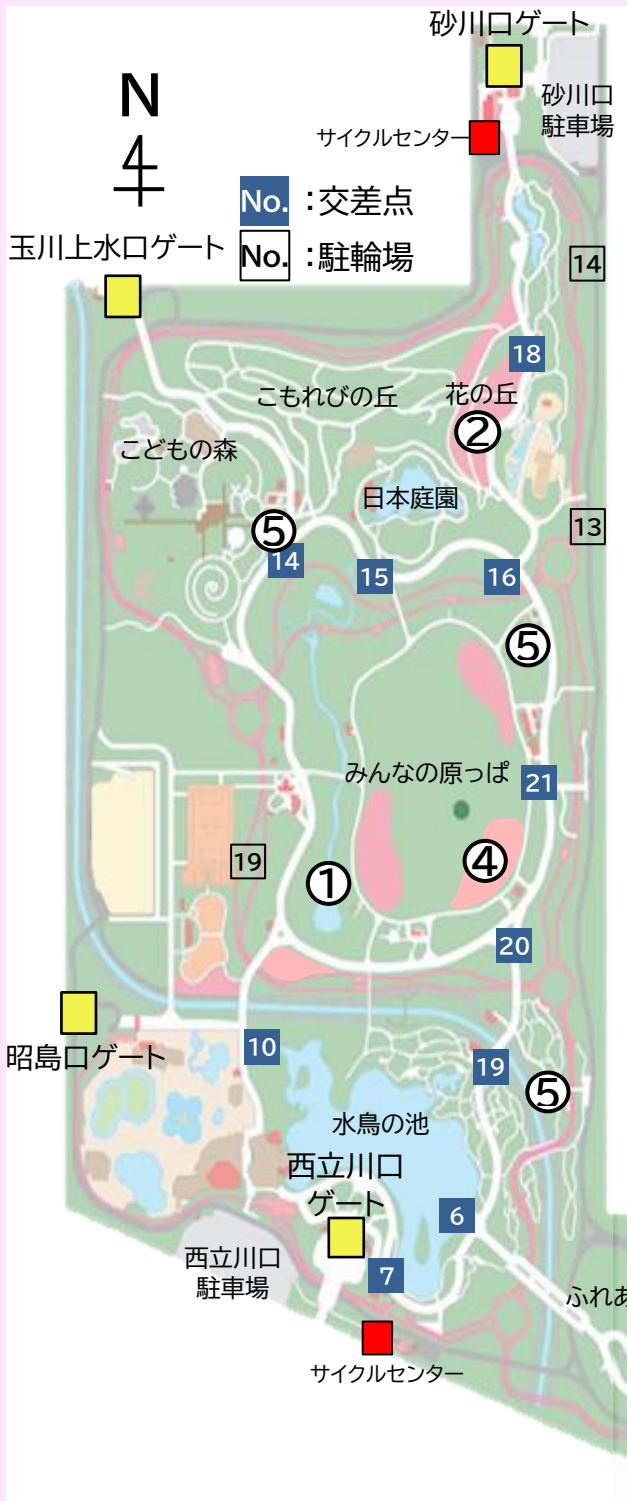 砂川口ゲート
N
砂川口
駐車場
サイクルセンター
No. :交差点
玉川上水口ゲート
No. :駐輪場
14
18
こもれびの丘
花の丘
②
こどもの森
日本庭園
⑤
14
13
15
16
⑤
みんなの原っぱ
21
19
①
④
20
10
昭島口ゲート
19
⑤
水鳥の池
西立川口
ゲート
6
西立川口
駐車場
7
ふれあ
サイクルセンター